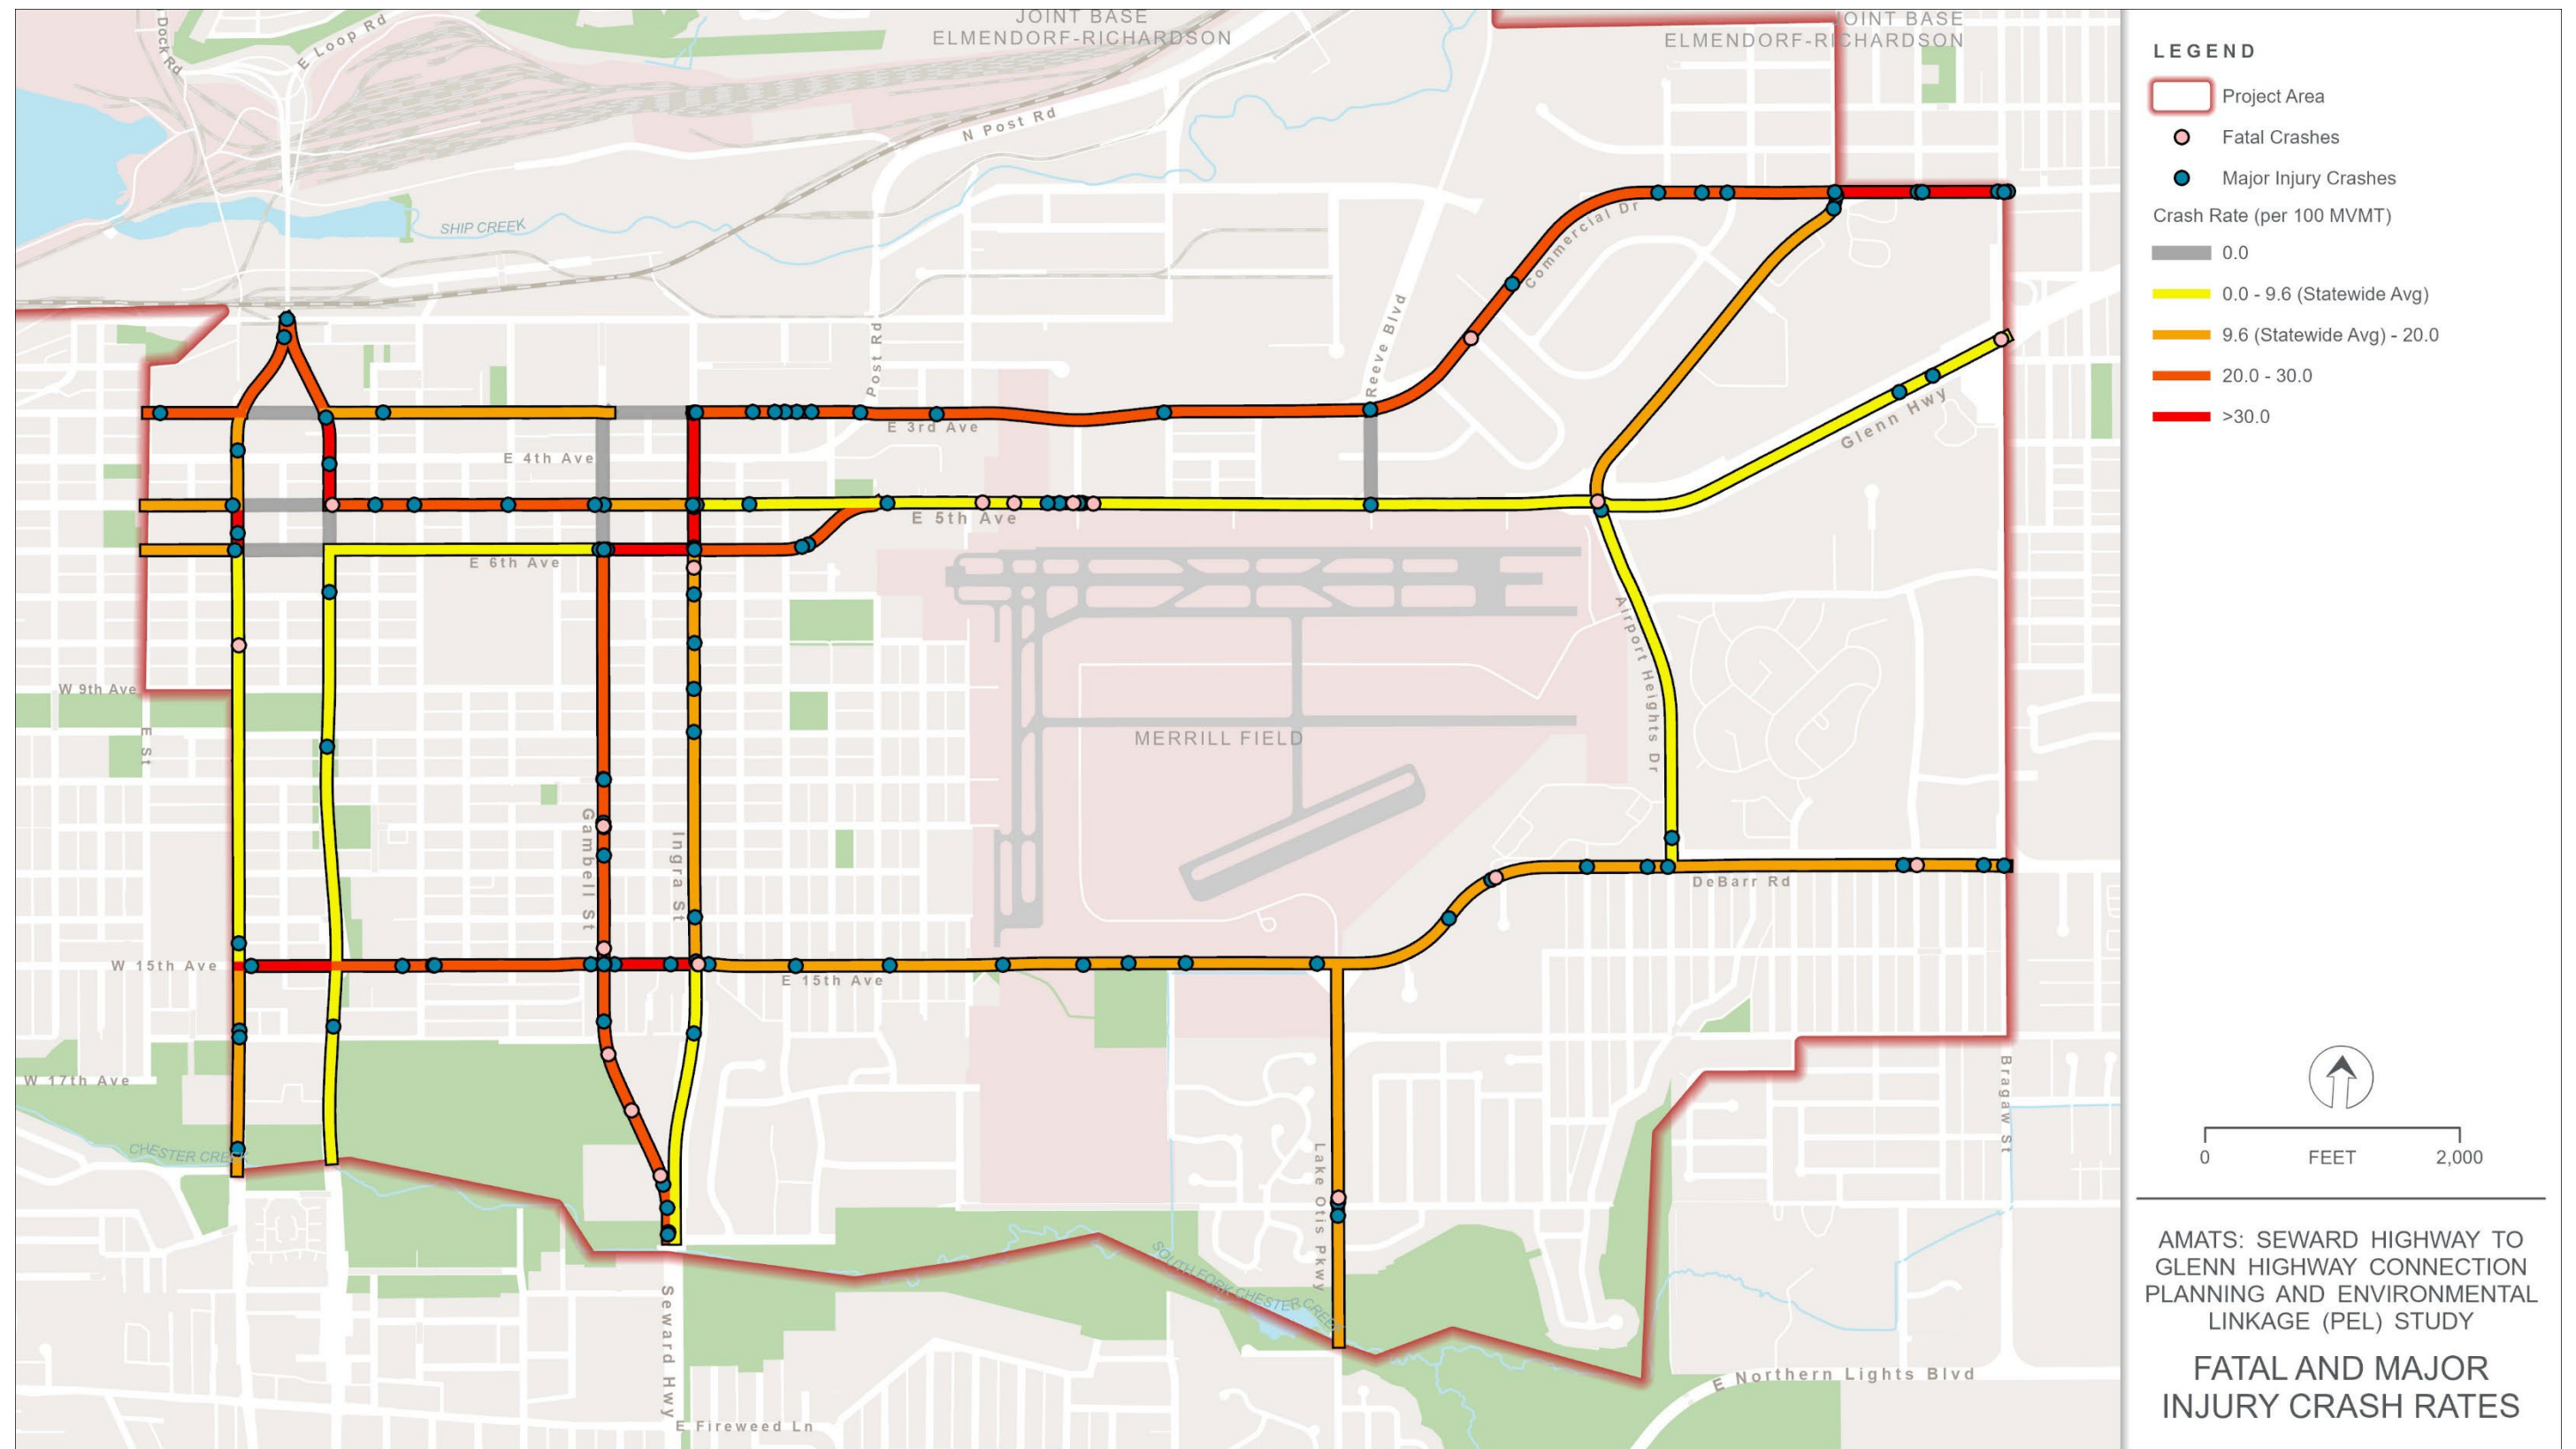 JOINT BASE
ELMENDORF-RICHARDSON
JOINT BASE
ELMENDORF-RICHARDSON
Dock Rd
E Loop Rd
N Post Rd
SHIP CREEK
Commercial Dr
Post Rd
Reeve Blvd
E 3rd Ave
E 4th Ave
Glenn Hwy
E 5th Ave
E 6th Ave
Airport Heights Dr
W 9th Ave
E St
MERRILL FIELD
Gambell St
Ingra St
DeBarr Rd
W 15th Ave
E 15th Ave
W 17th Ave
Bragaw St
CHESTER CREEK
Lake Otis Pkwy
SOUTH FORK CHESTER CREEK
Seward Hwy
E Northern Lights Blvd
E Fireweed Ln
LEGEND
Project Area
Fatal Crashes
Major Injury Crashes
Crash Rate (per 100 MVMT)
0.0
0.0 - 9.6 (Statewide Avg)
9.6 (Statewide Avg) - 20.0
20.0 - 30.0
>30.0
0 FEET 2,000
AMATS: SEWARD HIGHWAY TO
GLENN HIGHWAY CONNECTION
PLANNING AND ENVIRONMENTAL
LINKAGE (PEL) STUDY
FATAL AND MAJOR
INJURY CRASH RATES